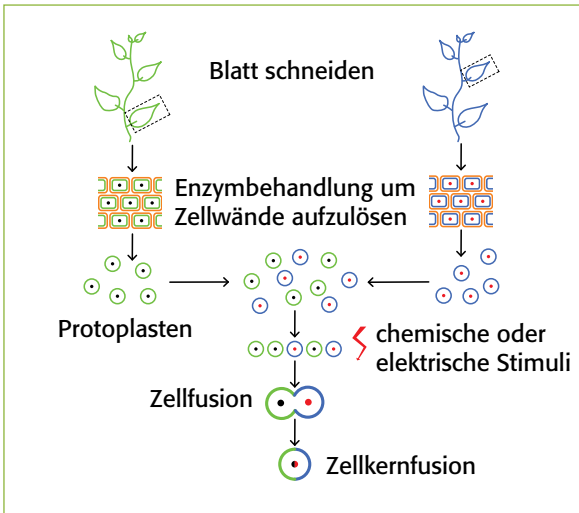 Blatt schneiden
Enzymbehandlung um
Zellwände aufzulösen
Protoplasten
chemische oder
elektrische Stimuli
Zellfusion
Zellkernfusion